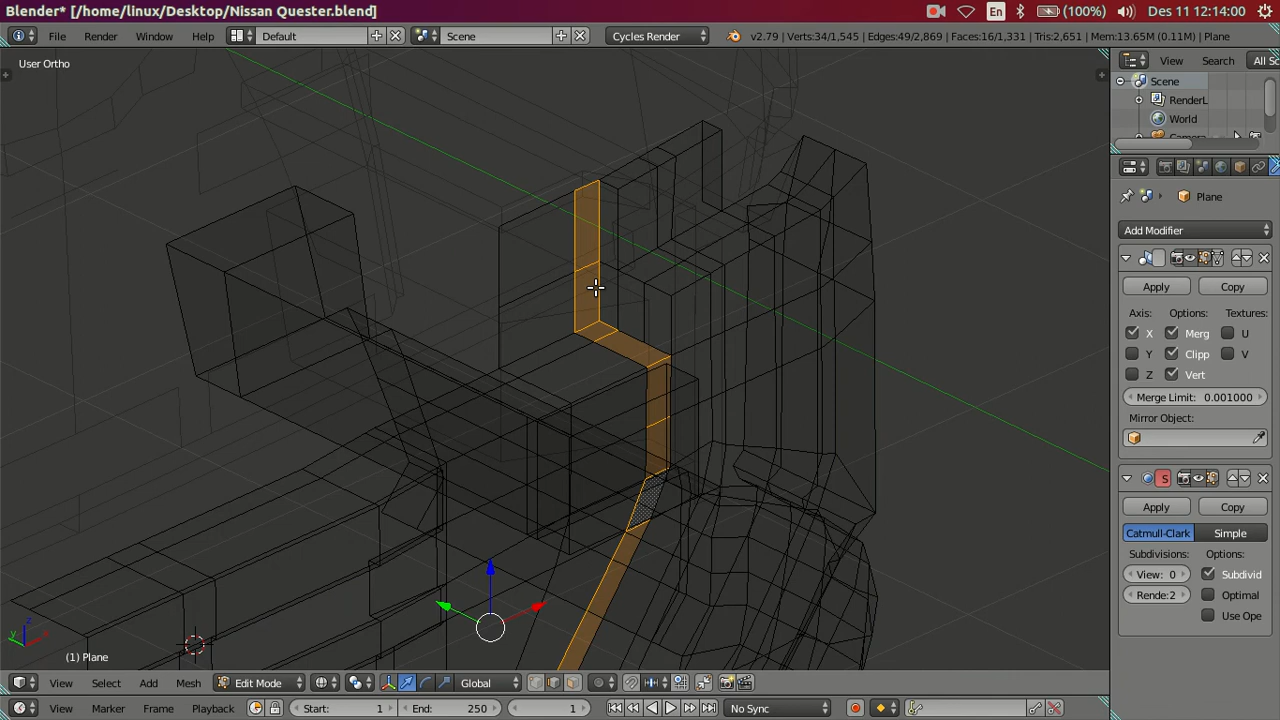 Blender* [/home/linux/Desktop/Nissan Quester.blend]
En (100%) Des 11 12:14:00
File Render Window Help Default Scene Cycles Render v2.79 | Verts:34/1,545 | Edges:49/2,869 | Faces:16/1,331 | Tris:2,651 | Mem:13.65M (0.11M) | Plane
User Ortho
View Search All Sc
Scene
RenderL
World
Camera
Plane
Add Modifier
Apply Copy
Axis: Options: Textures:
X Merg U
Y Clipp V
Z Vert
Merge Limit: 0.001000
Mirror Object:
S
Apply Copy
Catmull-Clark Simple
Subdivisions: Options:
View: 0 Subdivid
Rende:2 Optimal
Use Ope
z
y x
(1) Plane
View Select Add Mesh Edit Mode Global
View Marker Frame Playback Start: 1 End: 250 1 No Sync